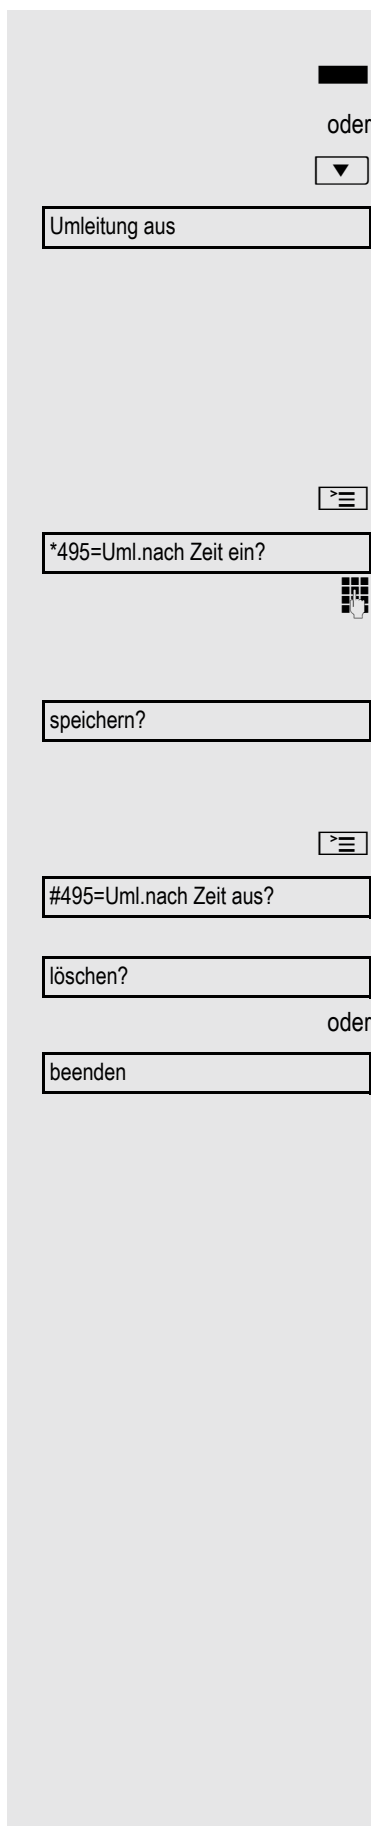 oder
Umleitung aus
*495=Uml.nach Zeit ein?
speichern?
#495=Uml.nach Zeit aus?
löschen?
oder
beenden